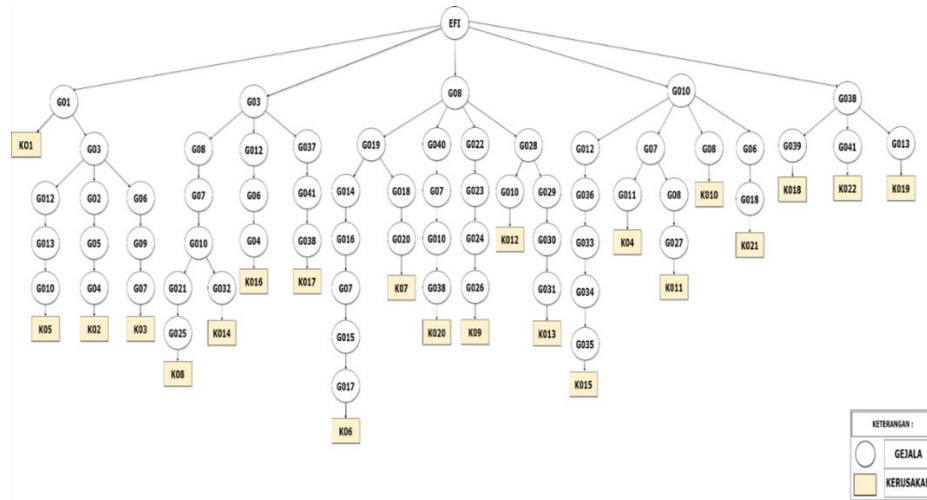 EFI
G01 G03 G08 G010 G038
K01 G03 G08 G012 G037 G019 G040 G022 G028 G012 G07 G08 G06 G039 G041 G013
G012 G02 G06 G07 G06 G041 G014 G018 G07 G023 G010 G029 G036 G011 G08 K010 G018 K018 K022 K019
G013 G05 G09 G010 G04 G038 G016 G020 G010 G024 K012 G030 G033 K04 G027 K021
G010 G04 G07 G021 G032 K016 K017 G07 K07 G038 G026 G031 G034 K011
K05 K02 K03 G025 K014 G015 K020 K09 K013 G035
K08 G017 K015
K06
KETERANGAN :
GEJALA
KERUSAKAN